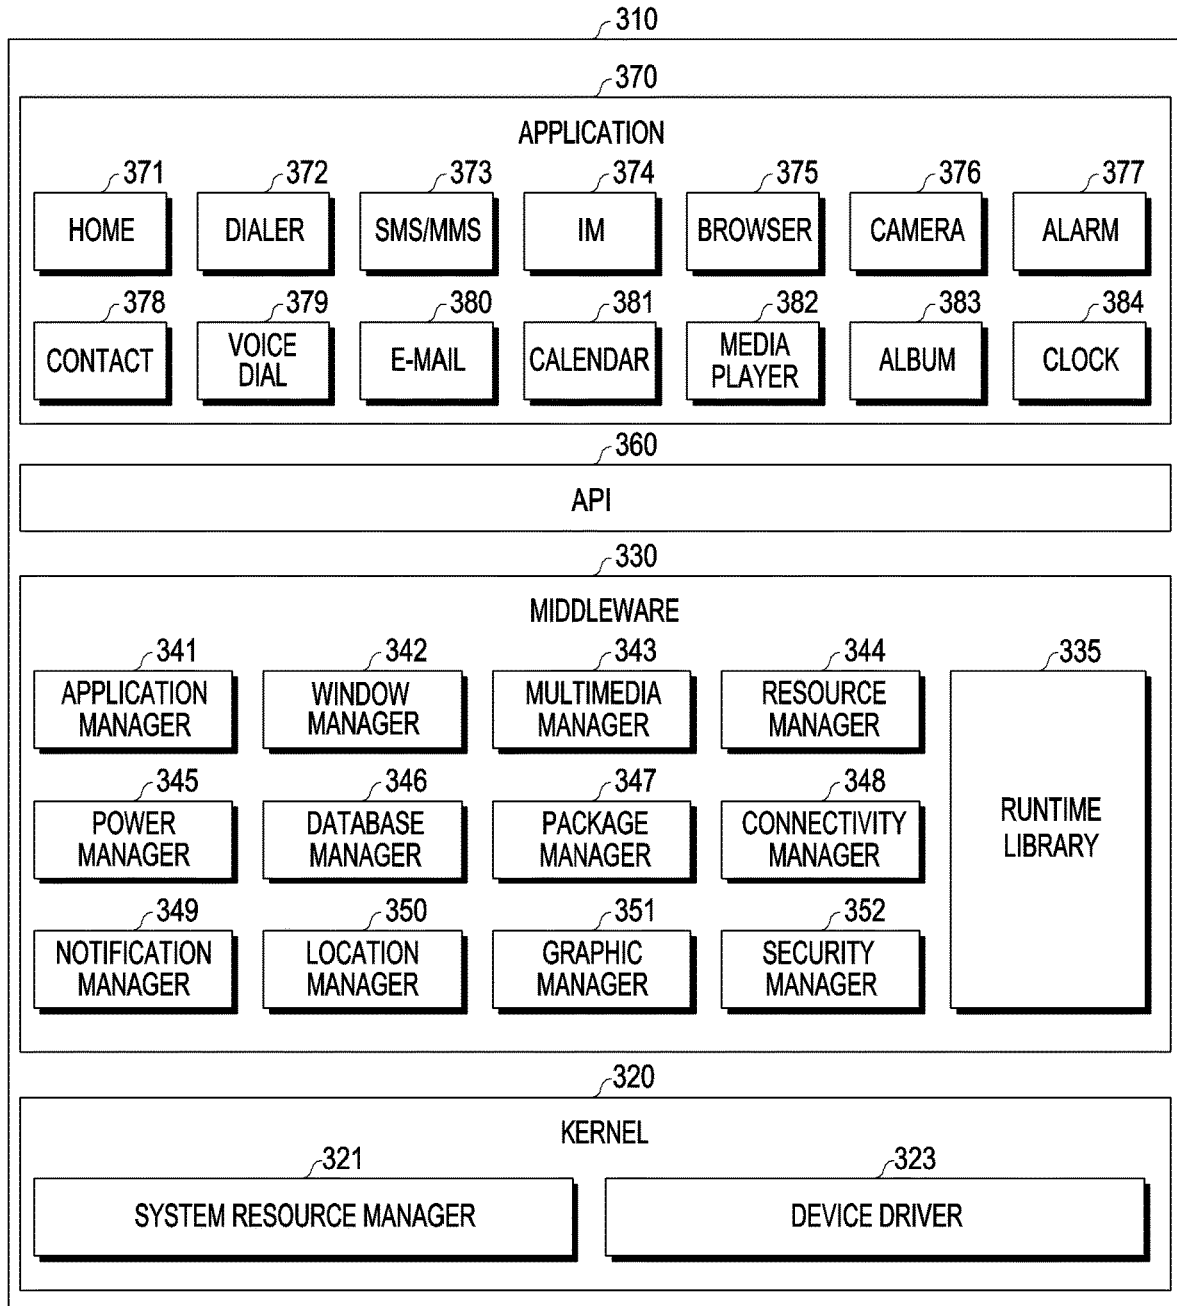 310
370
APPLICATION
371 372 373 374 375 376 377
HOME DIALER SMS/MMS IM BROWSER CAMERA ALARM
378 379 380 381 382 383 384
CONTACT VOICE DIAL E-MAIL CALENDAR MEDIA PLAYER ALBUM CLOCK
360
API
330
MIDDLEWARE
341 342 343 344 335
APPLICATION MANAGER WINDOW MANAGER MULTIMEDIA MANAGER RESOURCE MANAGER
345 346 347 348
POWER MANAGER DATABASE MANAGER PACKAGE MANAGER CONNECTIVITY MANAGER RUNTIME LIBRARY
349 350 351 352
NOTIFICATION MANAGER LOCATION MANAGER GRAPHIC MANAGER SECURITY MANAGER
320
KERNEL
321 323
SYSTEM RESOURCE MANAGER DEVICE DRIVER